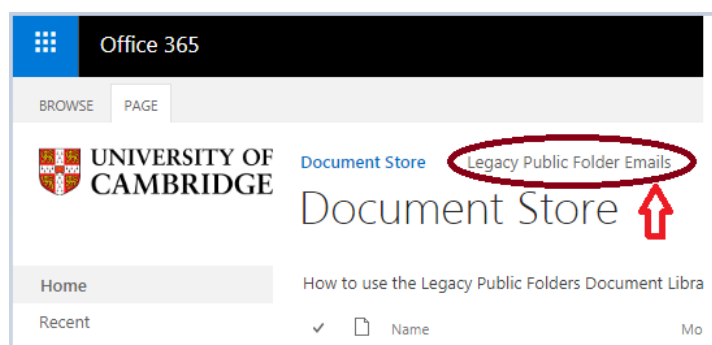 Office 365
BROWSE PAGE
UNIVERSITY OF
CAMBRIDGE
Document Store Legacy Public Folder Emails
Document Store
Home
How to use the Legacy Public Folders Document Libra
Recent
Name Mo